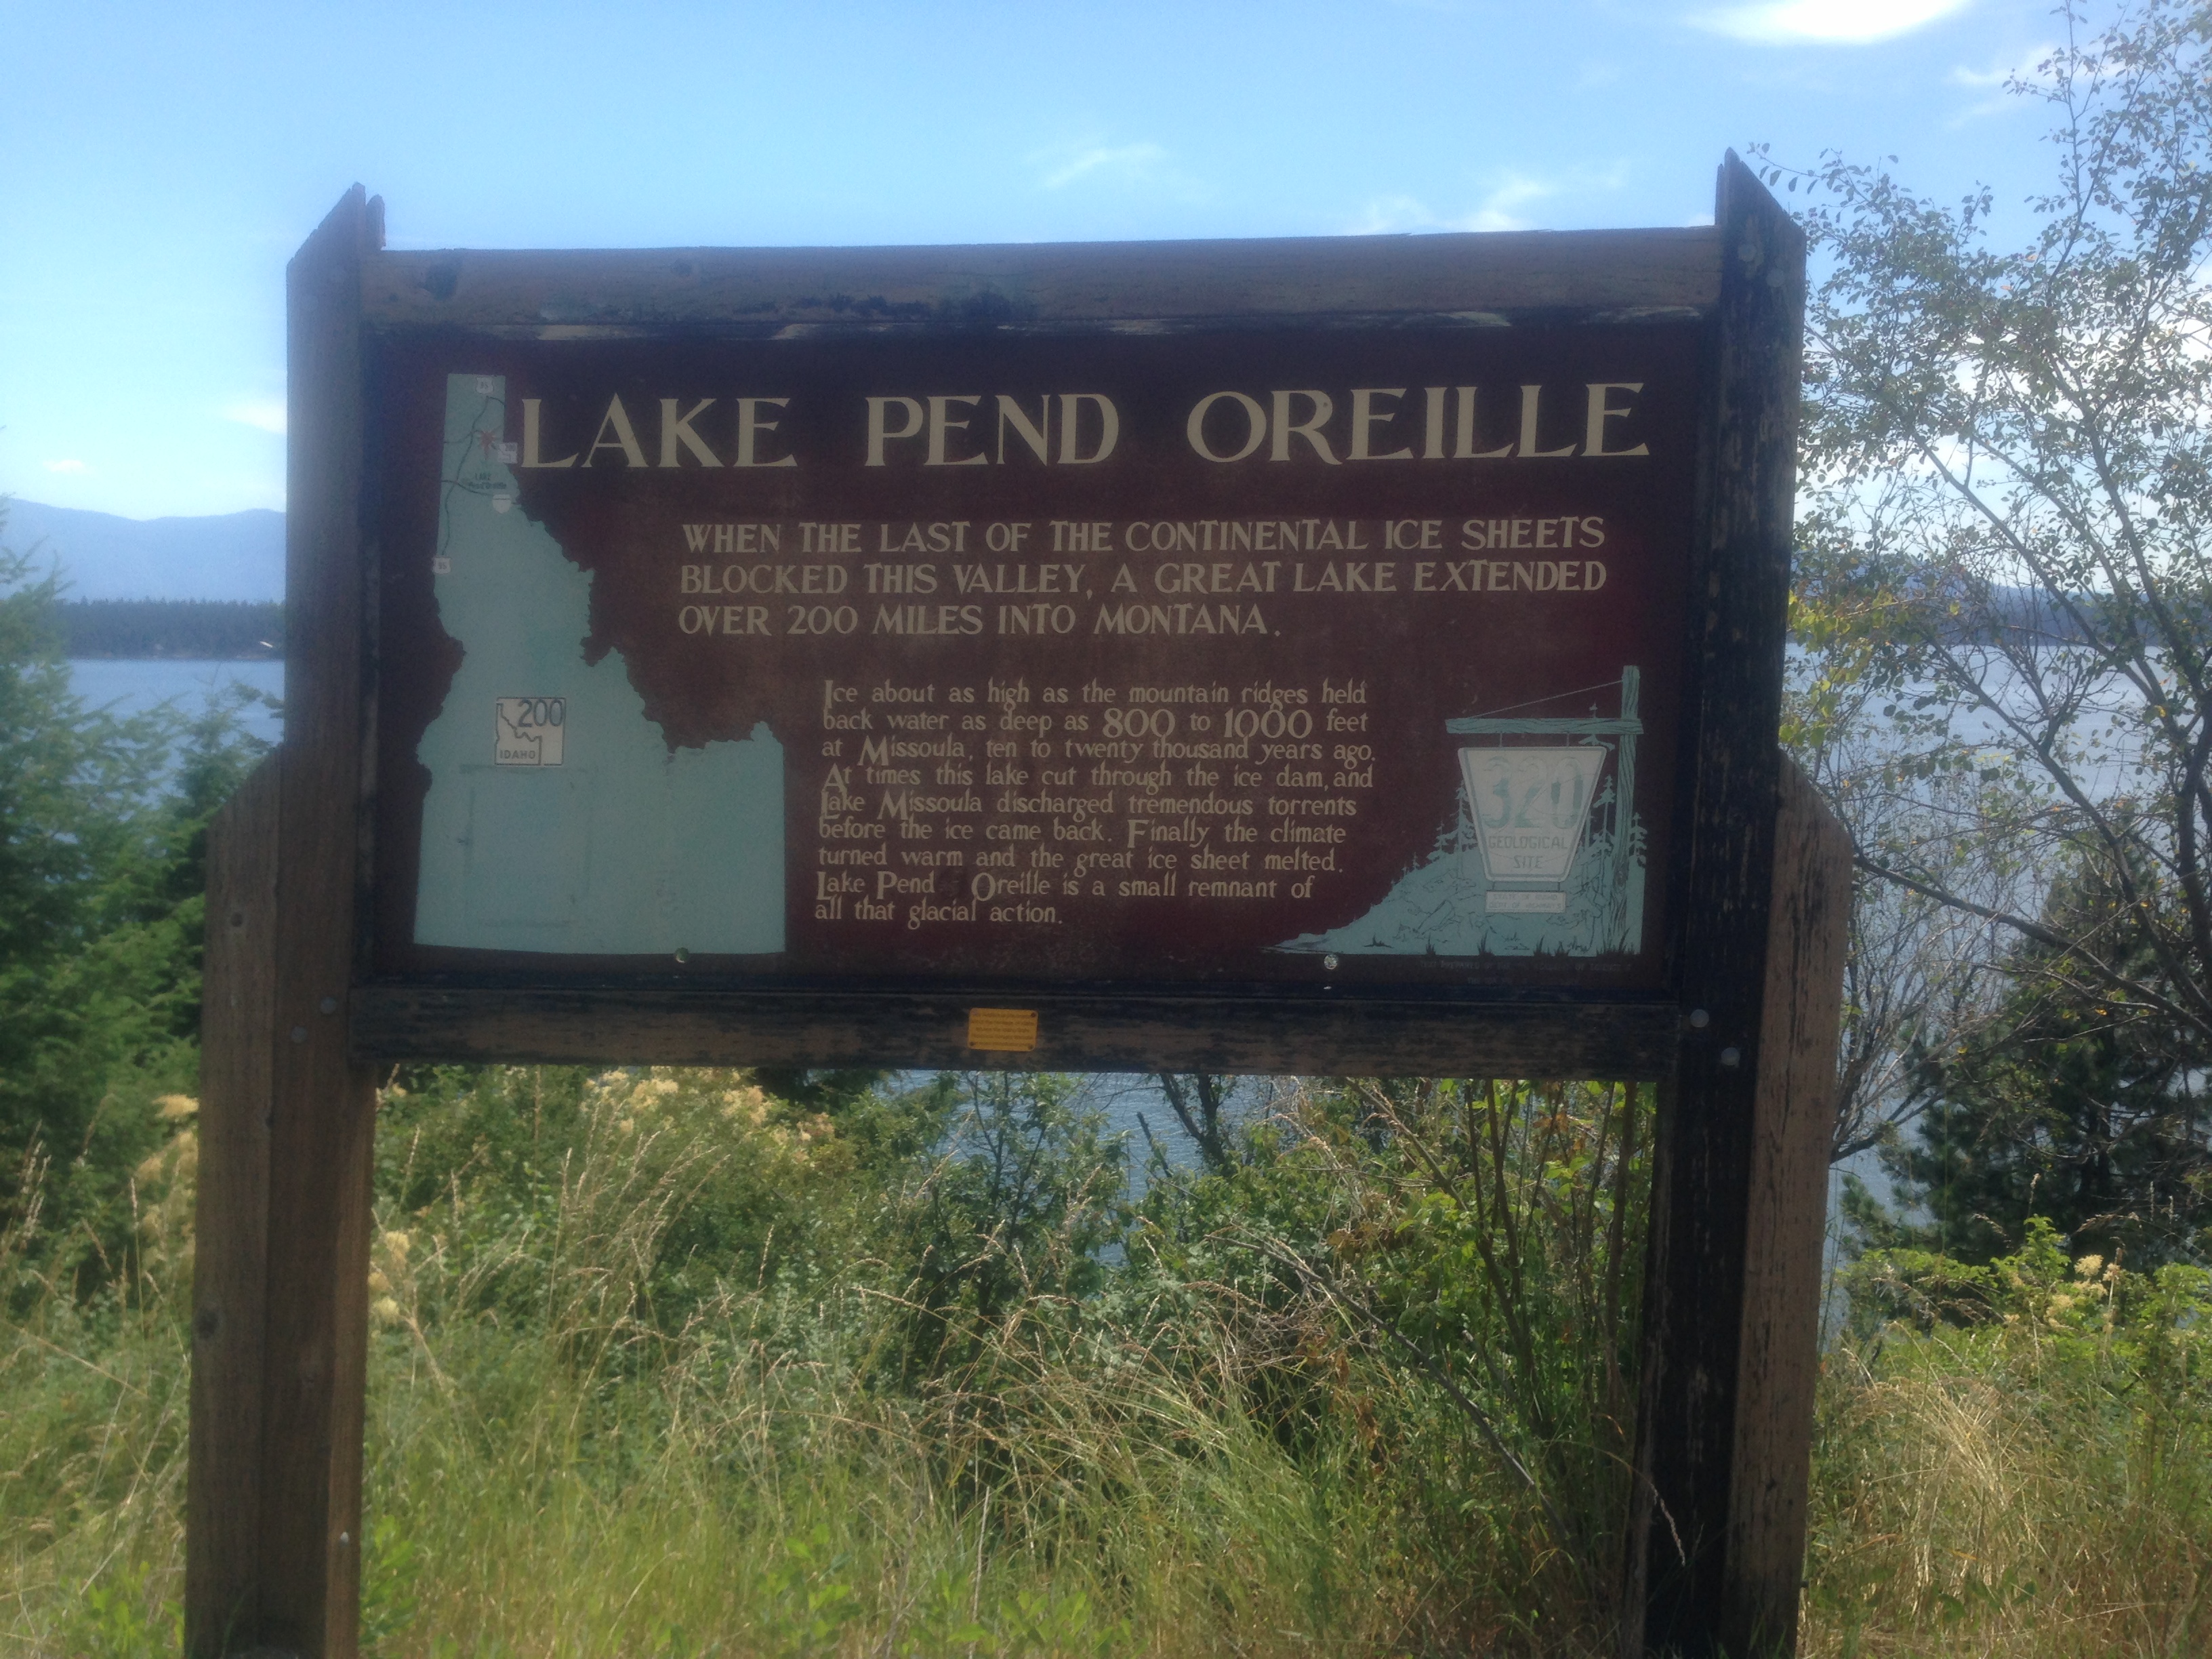 LAKE PEND OREILLE
WHEN THE LAST OF THE CONTINENTAL ICE SHEETS
BLOCKED THIS VALLEY, A GREAT LAKE EXTENDED
OVER 200 MILES INTO MONTANA.
Ice about as high as the mountain ridges held
back water as deep as 800 to 1000 feet
at Missoula, ten to twenty thousand years ago.
At times this lake cut through the ice dam, and
Lake Missoula discharged tremendous torrents
before the ice came back. Finally the climate
turned warm and the great ice sheet melted.
Lake Pend Oreille is a small remnant of
all that glacial action.
200
IDAHO
320
GEOLOGICAL
SITE